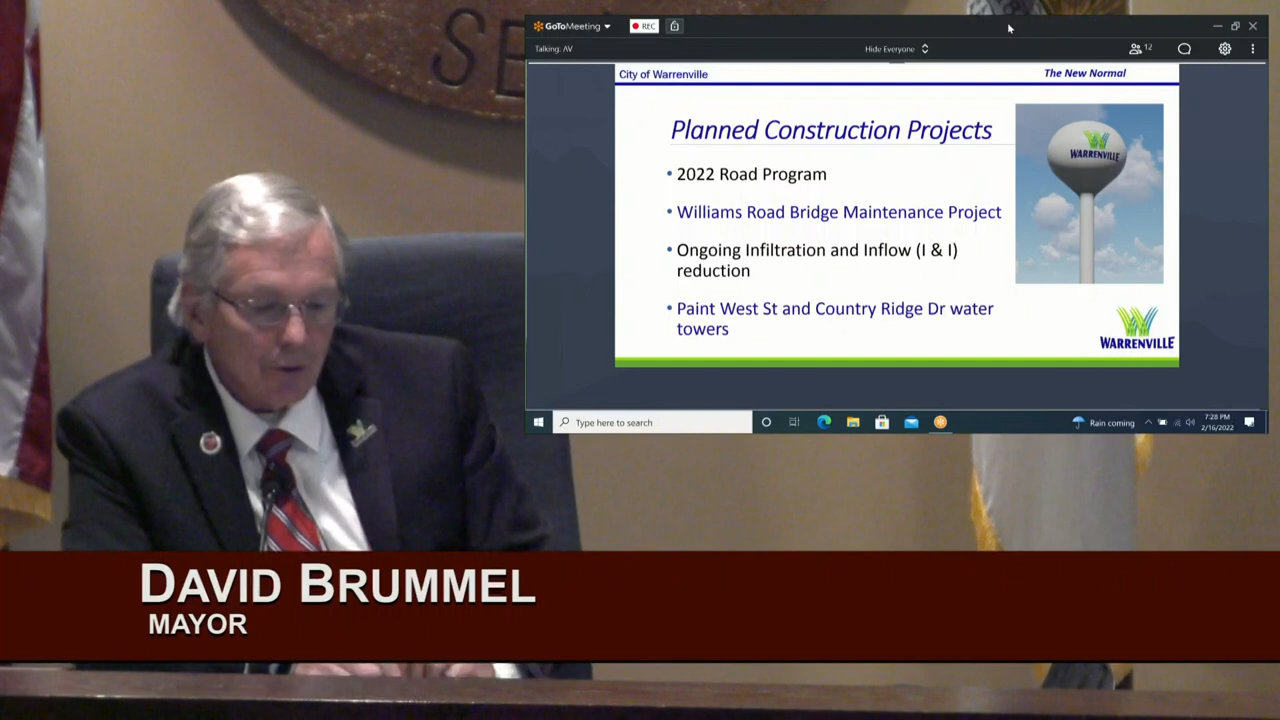 SE
GoToMeeting
REC
Talking: AV
Hide Everyone
12
City of Warrenville
The New Normal
Planned Construction Projects
• 2022 Road Program
• Williams Road Bridge Maintenance Project
• Ongoing Infiltration and Inflow (I & I)
reduction
• Paint West St and Country Ridge Dr water
towers
WARRENVILLE
WARRENVILLE
Type here to search
Rain coming
7:28 PM
2/16/2022
DAVID BRUMMEL
MAYOR